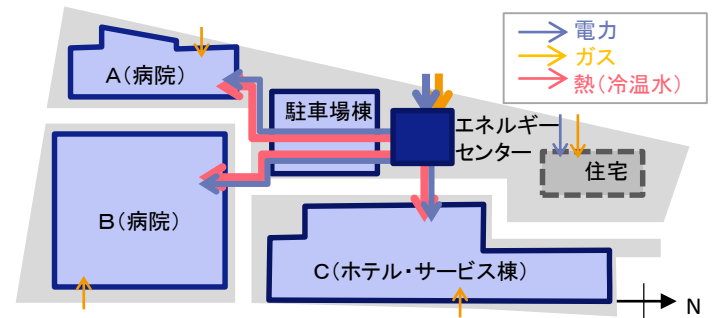 電力
ガス
熱(冷温水)
A(病院)
駐車場棟
エネルギー
センター
住宅
B(病院)
C(ホテル・サービス棟)
N